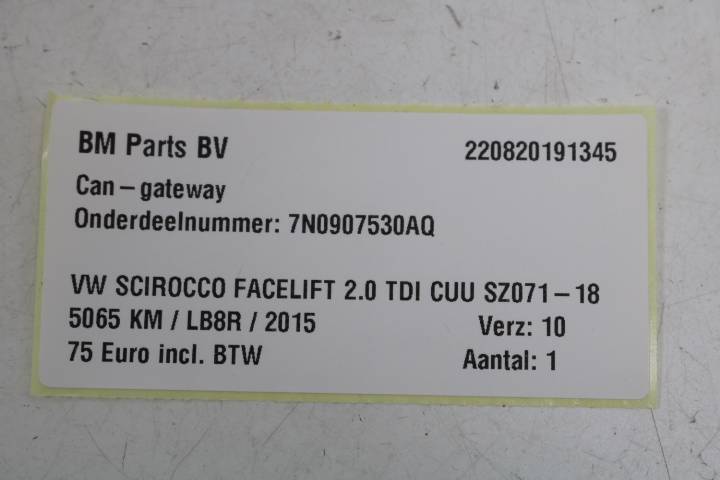 BM Parts BV 220820191345
Can-gateway
Onderdeelnummer: 7N0907530AQ
VW SCIROCCO FACELIFT 2.0 TDI CUU SZ071-18
5065 KM / LB8R / 2015 Verz: 10
75 Euro incl. BTW Aantal: 1